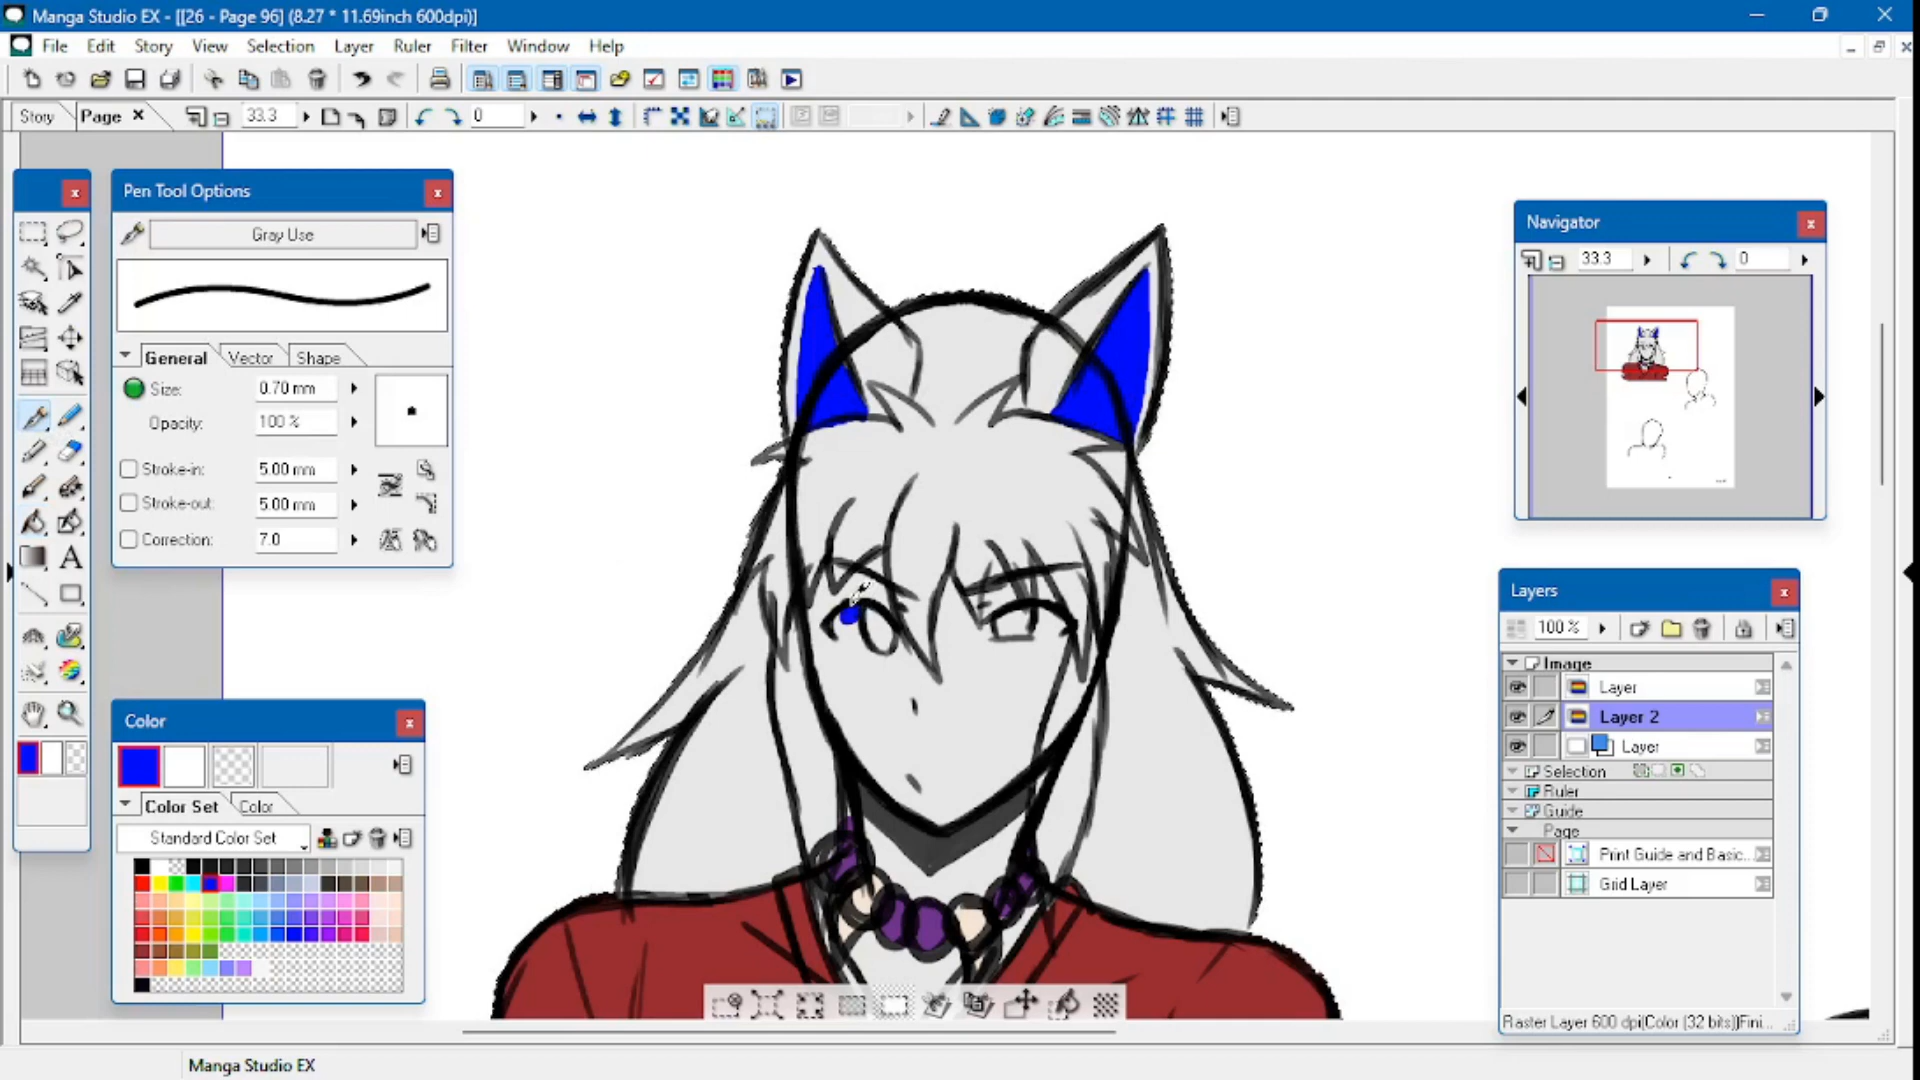 Manga Studio EX - [[26 - Page 96] (8.27 * 11.69inch 600dpi)]
File Edit Story View Selection Layer Ruler Filter Window Help
Story Page 33.3 0
Pen Tool Options
Gray Use
General Vector Shape
Size: 0.70 mm
Opacity: 100 %
Stroke-in: 5.00 mm
Stroke-out: 5.00 mm
Correction: 7.0
A
Color
Color Set Color
Standard Color Set
Navigator
33.3 0
Layers
100 %
Image
Layer
Layer 2
Layer
Selection
Ruler
Guide
Page
Print Guide and Basic...
Grid Layer
Raster Layer 600 dpi(Color (32 bits))Fini...
Manga Studio EX